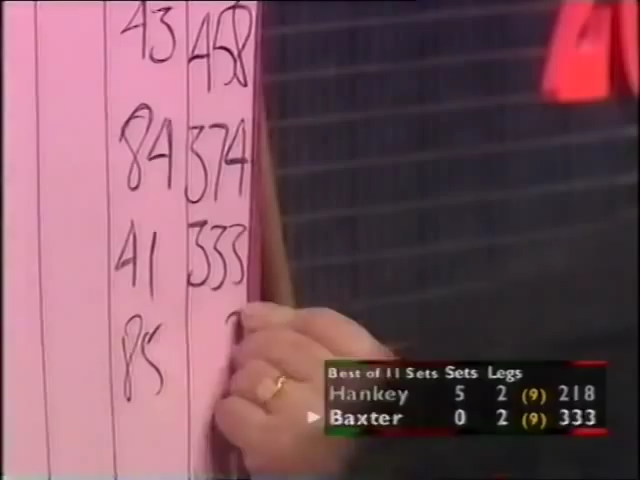 43 458
84 374
41 333
85
Best of 11 Sets Sets Legs
Hankey 5 2 (9) 218
Baxter 0 2 (9) 333